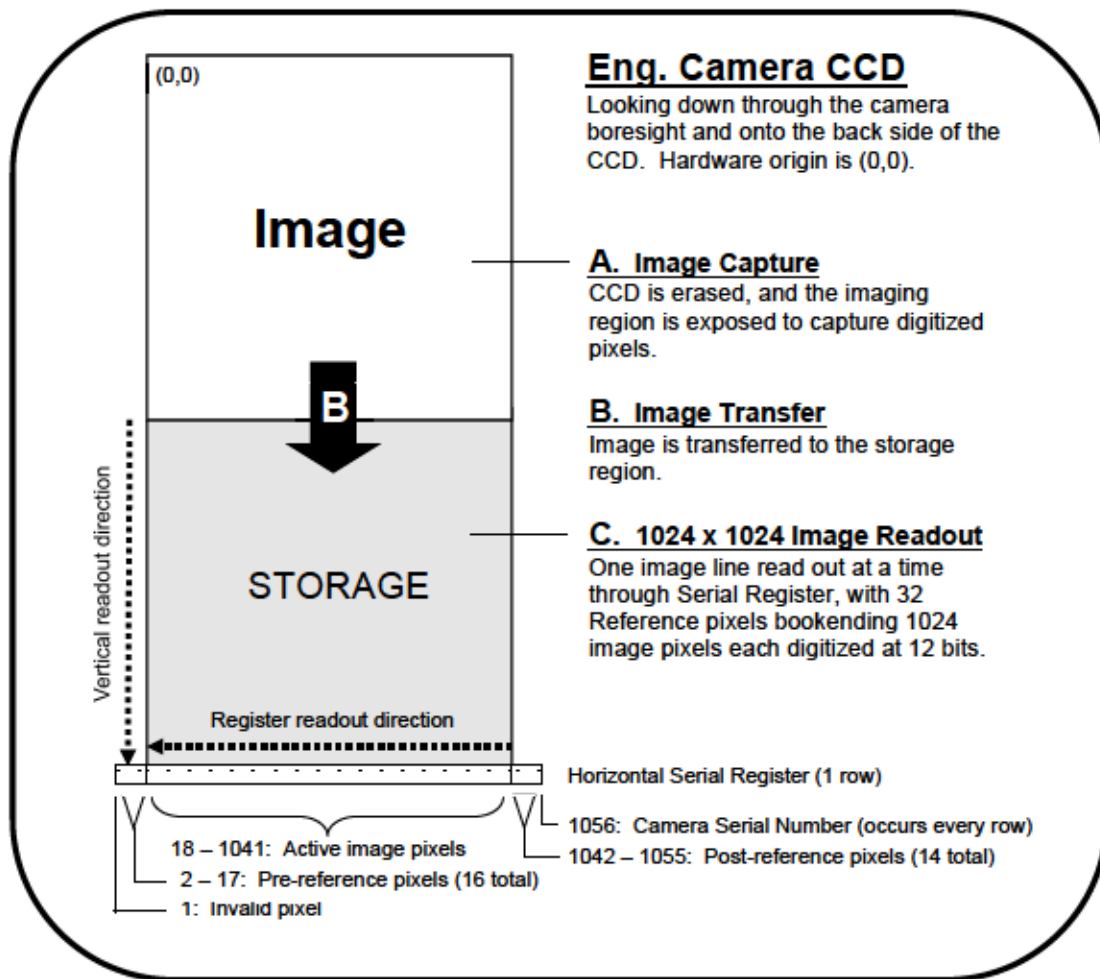 (0,0)
Image
B
STORAGE
Vertical readout direction
Register readout direction
Eng. Camera CCD
Looking down through the camera
boresight and onto the back side of the
CCD. Hardware origin is (0,0).
A. Image Capture
CCD is erased, and the imaging
region is exposed to capture digitized
pixels.
B. Image Transfer
Image is transferred to the storage
region.
C. 1024 x 1024 Image Readout
One image line read out at a time
through Serial Register, with 32
Reference pixels bookending 1024
image pixels each digitized at 12 bits.
Horizontal Serial Register (1 row)
1056: Camera Serial Number (occurs every row)
1042 – 1055: Post-reference pixels (14 total)
18 – 1041: Active image pixels
2 – 17: Pre-reference pixels (16 total)
1: Invalid pixel